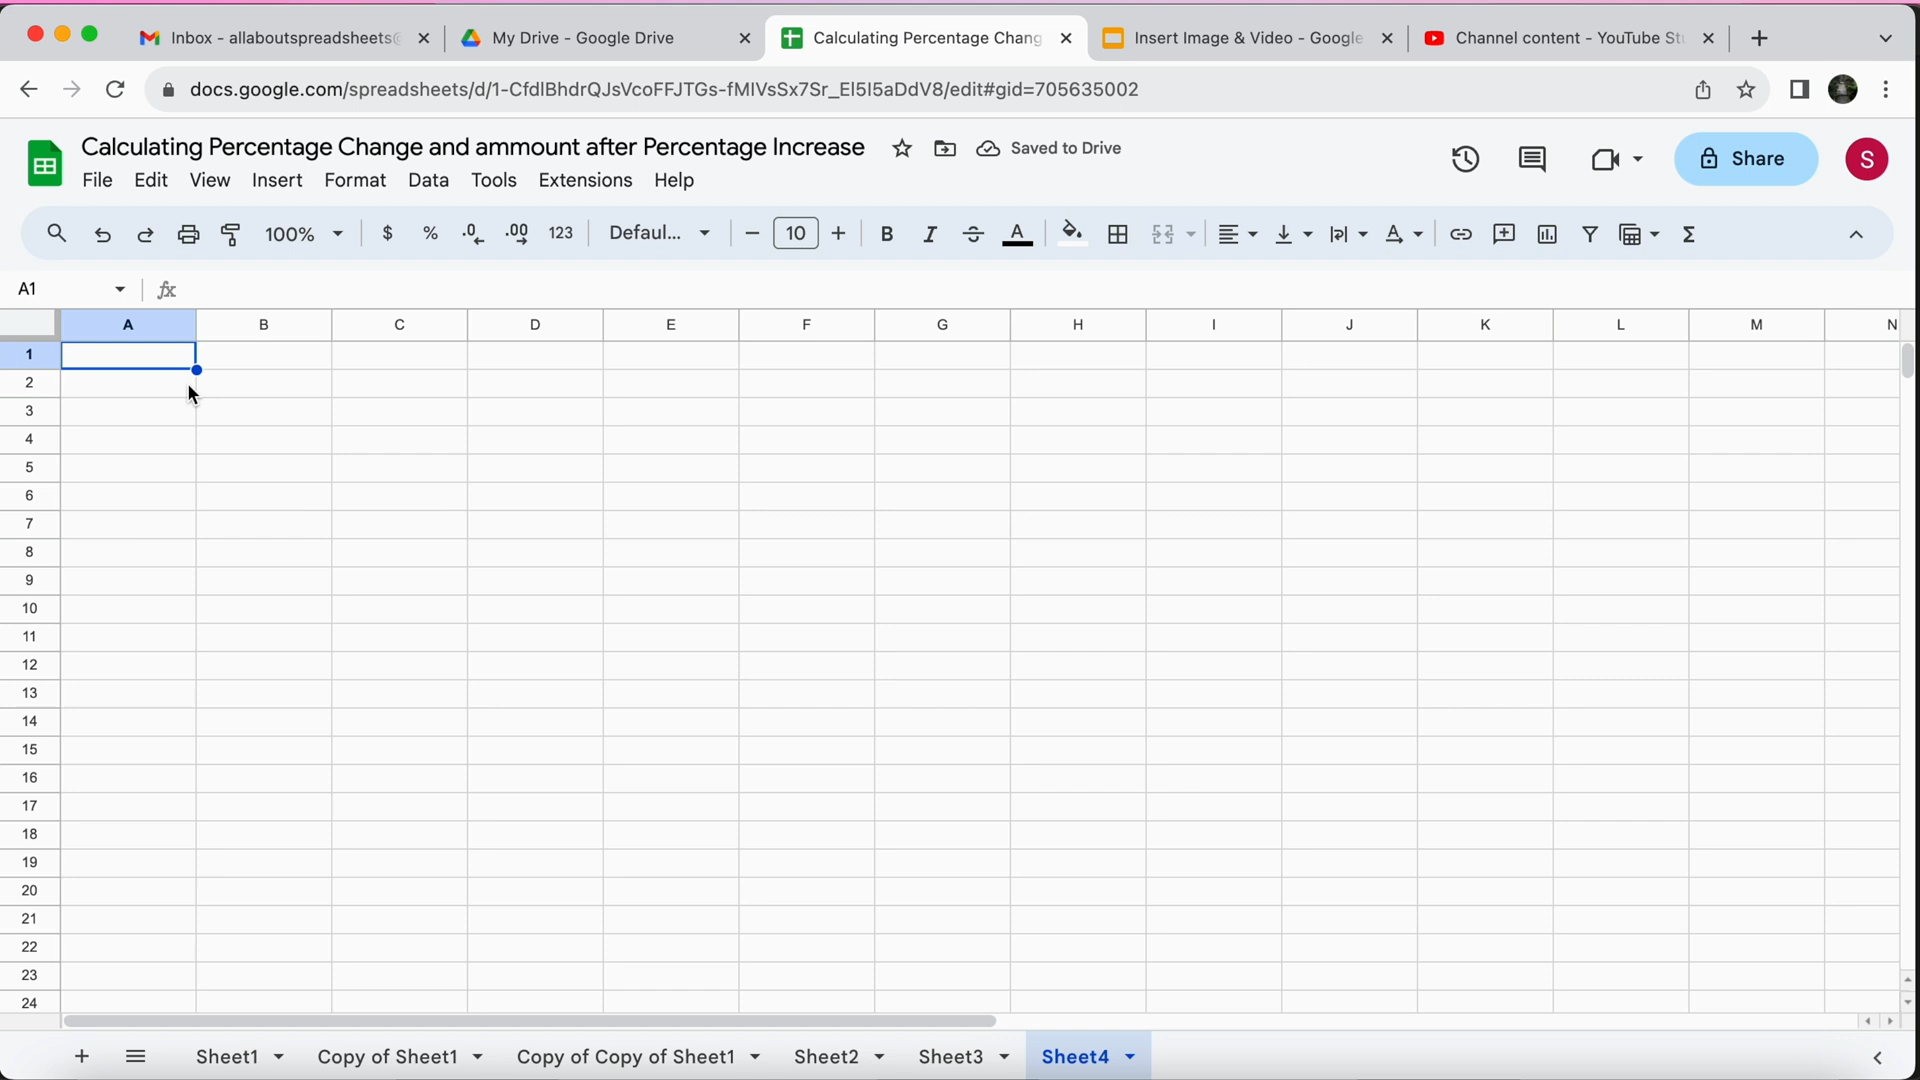 Inbox - allaboutspreadsheets@
My Drive - Google Drive
Calculating Percentage Chang
Insert Image & Video - Google
Channel content - YouTube Stu
docs.google.com/spreadsheets/d/1-CfdlBhdrQJsVcoFFJTGs-fMIVsSx7Sr_EI5I5aDdV8/edit#gid=705635002
Calculating Percentage Change and ammount after Percentage Increase
Saved to Drive
Share
S
File Edit View Insert Format Data Tools Extensions Help
100% $ % .0 .00 123 Defaul... 10 B I S A Σ
A1 fx
A B C D E F G H I J K L M N
1
2
3
4
5
6
7
8
9
10
11
12
13
14
15
16
17
18
19
20
21
22
23
24
Sheet1 Copy of Sheet1 Copy of Copy of Sheet1 Sheet2 Sheet3 Sheet4